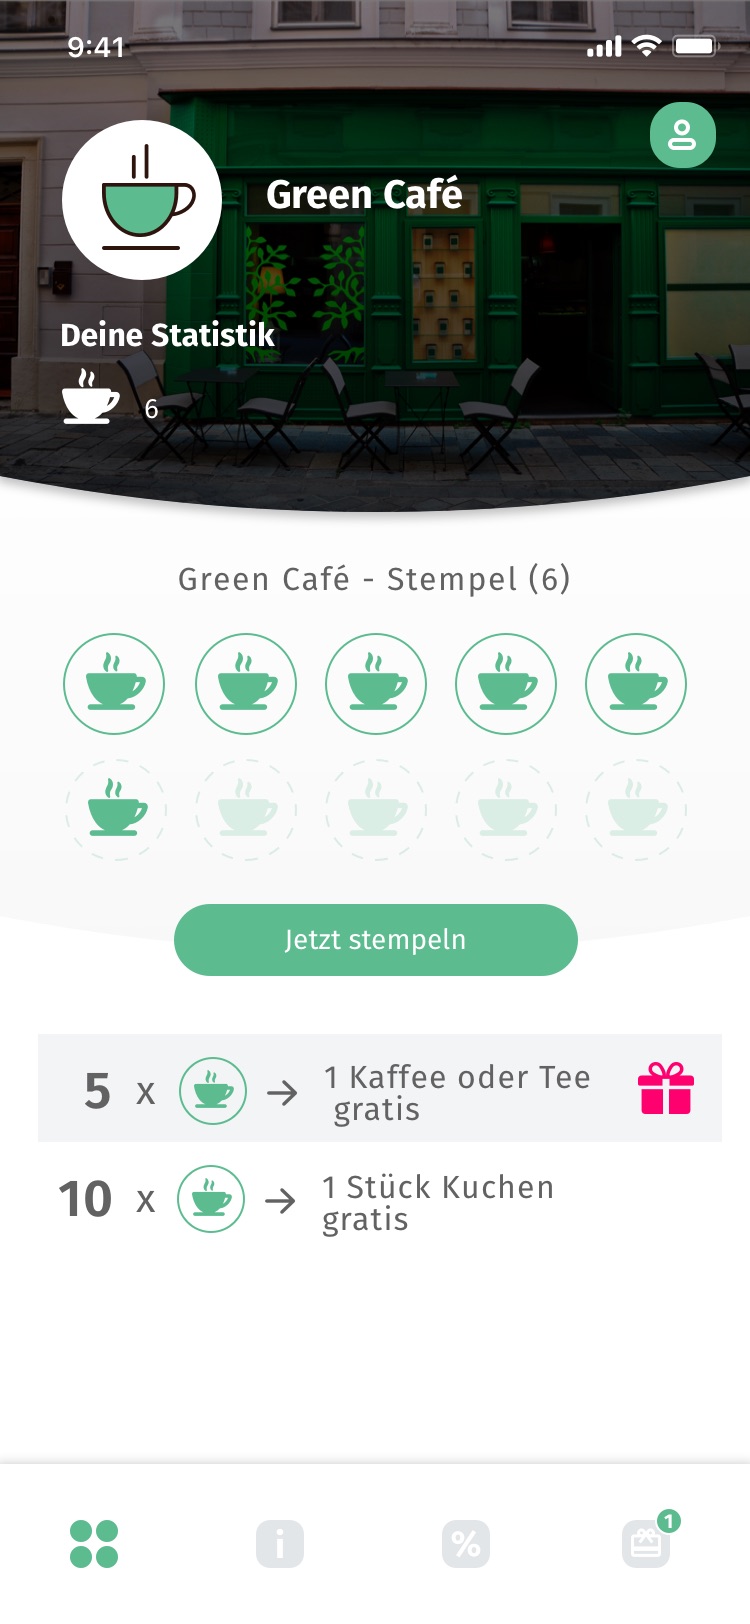 9:41
Green Café
Deine Statistik
6
Green Café - Stempel (6)
Jetzt stempeln
5 x → 1 Kaffee oder Tee
gratis
10 x → 1 Stück Kuchen
gratis
i
%
1